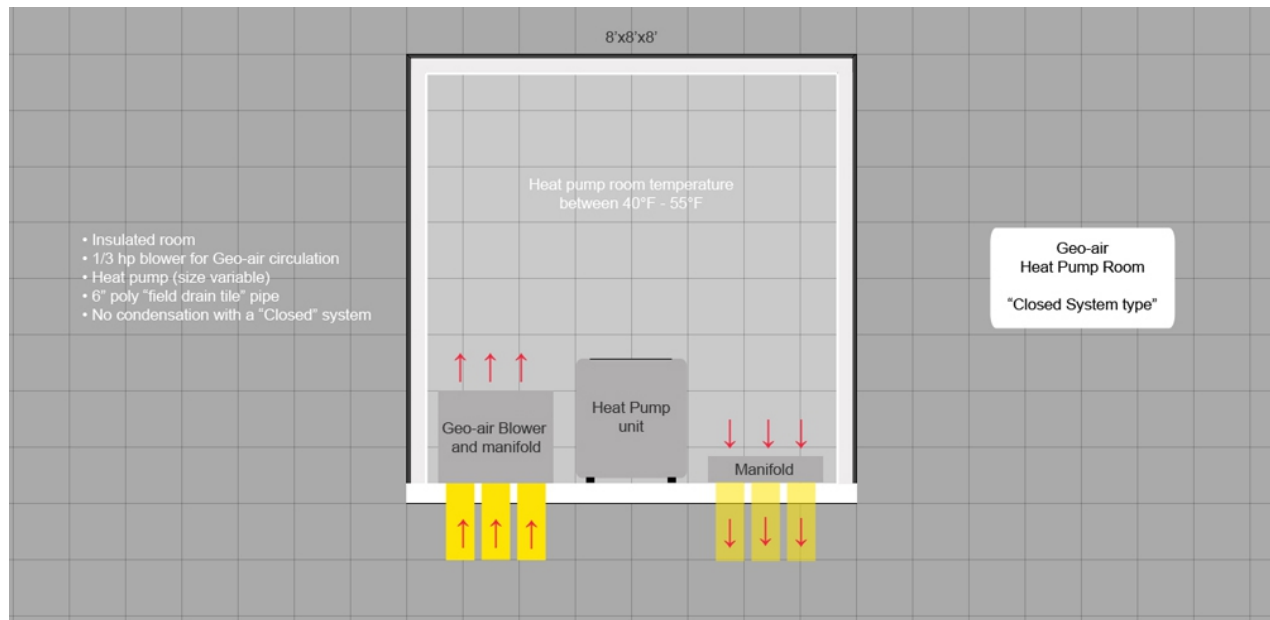 8'x8'x8'
Heat pump room temperature
between 40°F - 55°F
• Insulated room
• 1/3 hp blower for Geo-air circulation
• Heat pump (size variable)
• 6" poly “field drain tile” pipe
• No condensation with a “Closed” system
Geo-air
Heat Pump Room
“Closed System type”
Geo-air Blower
and manifold
Heat Pump
unit
Manifold